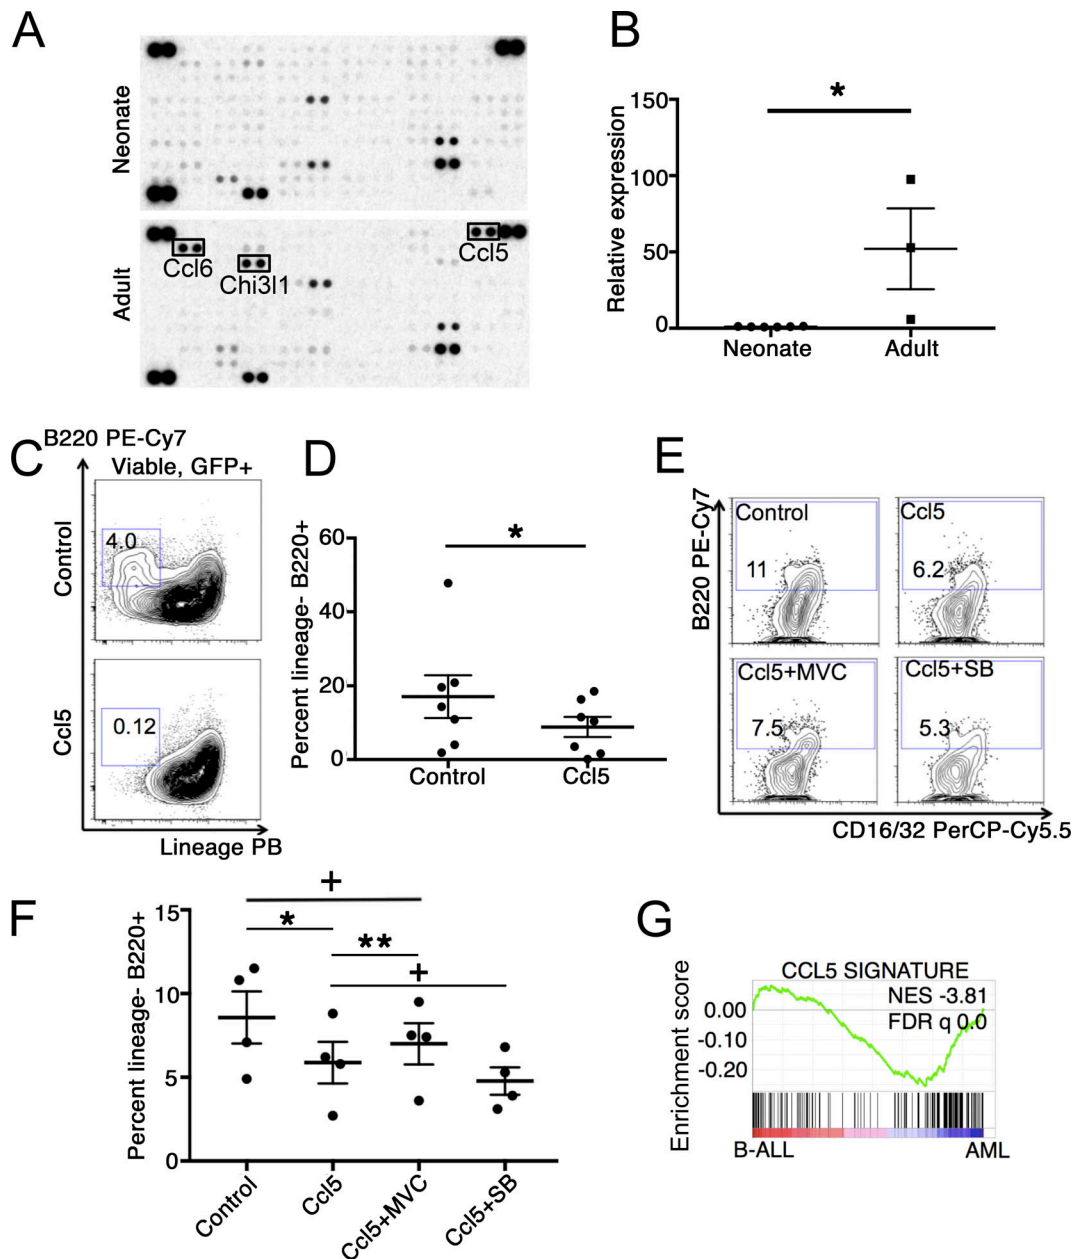 A
Neonate
Adult
Ccl6
Chi3l1
Ccl5
B
Relative expression
150
100
50
0
*
Neonate
Adult
C
B220 PE-Cy7
Viable, GFP+
Control
4.0
Ccl5
0.12
Lineage PB
D
Percent lineage- B220+
60
40
20
0
*
Control
Ccl5
E
B220 PE-Cy7
Control
11
Ccl5
6.2
Ccl5+MVC
7.5
Ccl5+SB
5.3
CD16/32 PerCP-Cy5.5
F
Percent lineage- B220+
15
10
5
0
+
*
**
+
Control
Ccl5
Ccl5+MVC
Ccl5+SB
G
CCL5 SIGNATURE
Enrichment score
0.00
-0.10
-0.20
NES -3.81
FDR q 0.0
B-ALL
AML